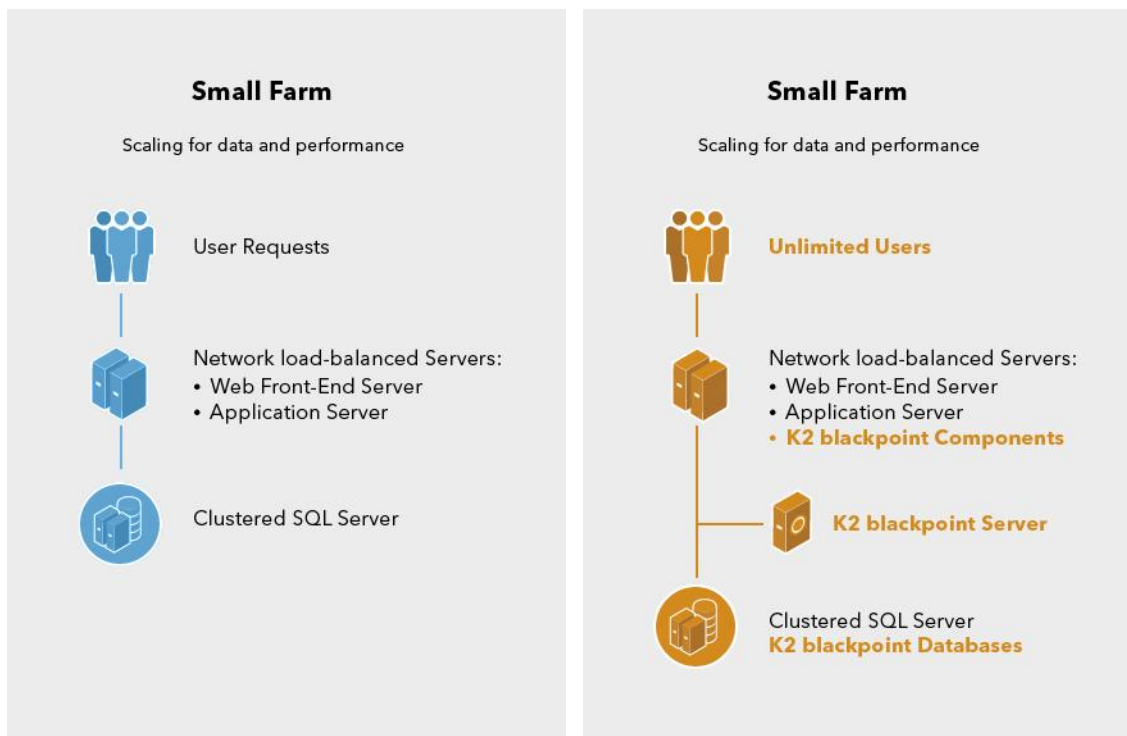 Small Farm
Scaling for data and performance
User Requests
Network load-balanced Servers:
• Web Front-End Server
• Application Server
Clustered SQL Server
Small Farm
Scaling for data and performance
Unlimited Users
Network load-balanced Servers:
• Web Front-End Server
• Application Server
• K2 blackpoint Components
K2 blackpoint Server
Clustered SQL Server
K2 blackpoint Databases